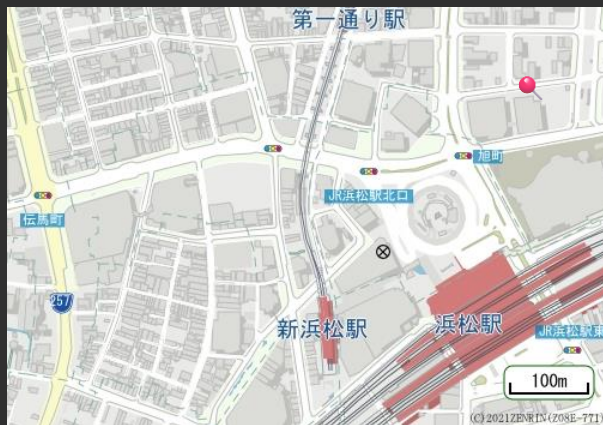 第一通り駅
旭町
JR浜松駅北口
伝馬町
257
新浜松駅
浜松駅
JR浜松駅東
100m
(C)2021ZENRIN(Z08E-771)